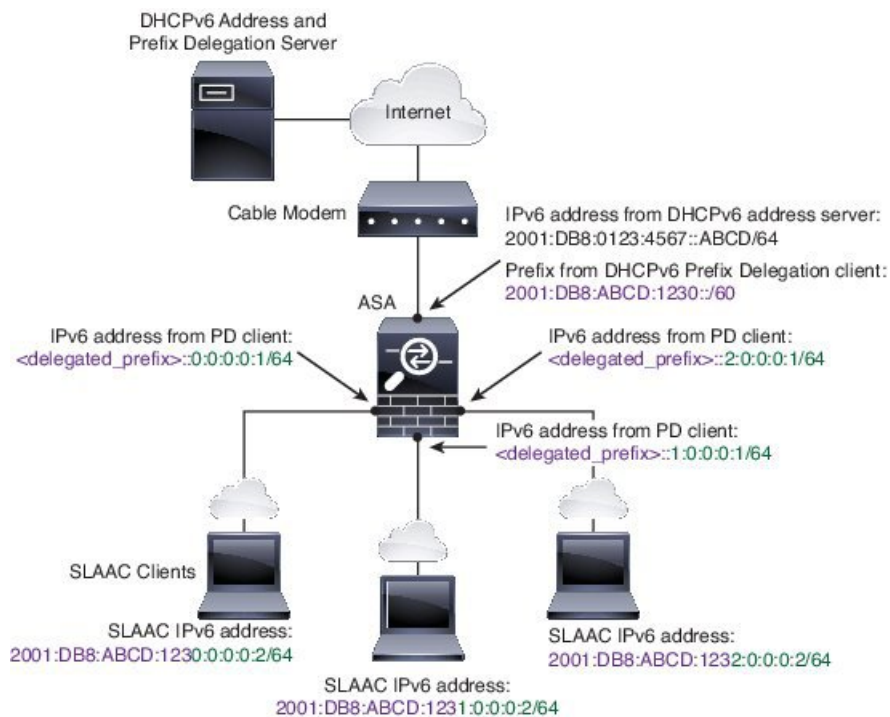 DHCPv6 Address and
Prefix Delegation Server
Internet
Cable Modem
IPv6 address from DHCPv6 address server:
2001:DB8:0123:4567::ABCD/64
Prefix from DHCPv6 Prefix Delegation client:
2001:DB8:ABCD:1230::/60
ASA
IPv6 address from PD client:
<delegated_prefix>::0:0:0:0:1/64
IPv6 address from PD client:
<delegated_prefix>::2:0:0:0:1/64
IPv6 address from PD client:
<delegated_prefix>::1:0:0:0:1/64
SLAAC Clients
SLAAC IPv6 address:
2001:DB8:ABCD:1230:0:0:0:2/64
SLAAC IPv6 address:
2001:DB8:ABCD:1231:0:0:0:2/64
SLAAC IPv6 address:
2001:DB8:ABCD:1232:0:0:0:2/64